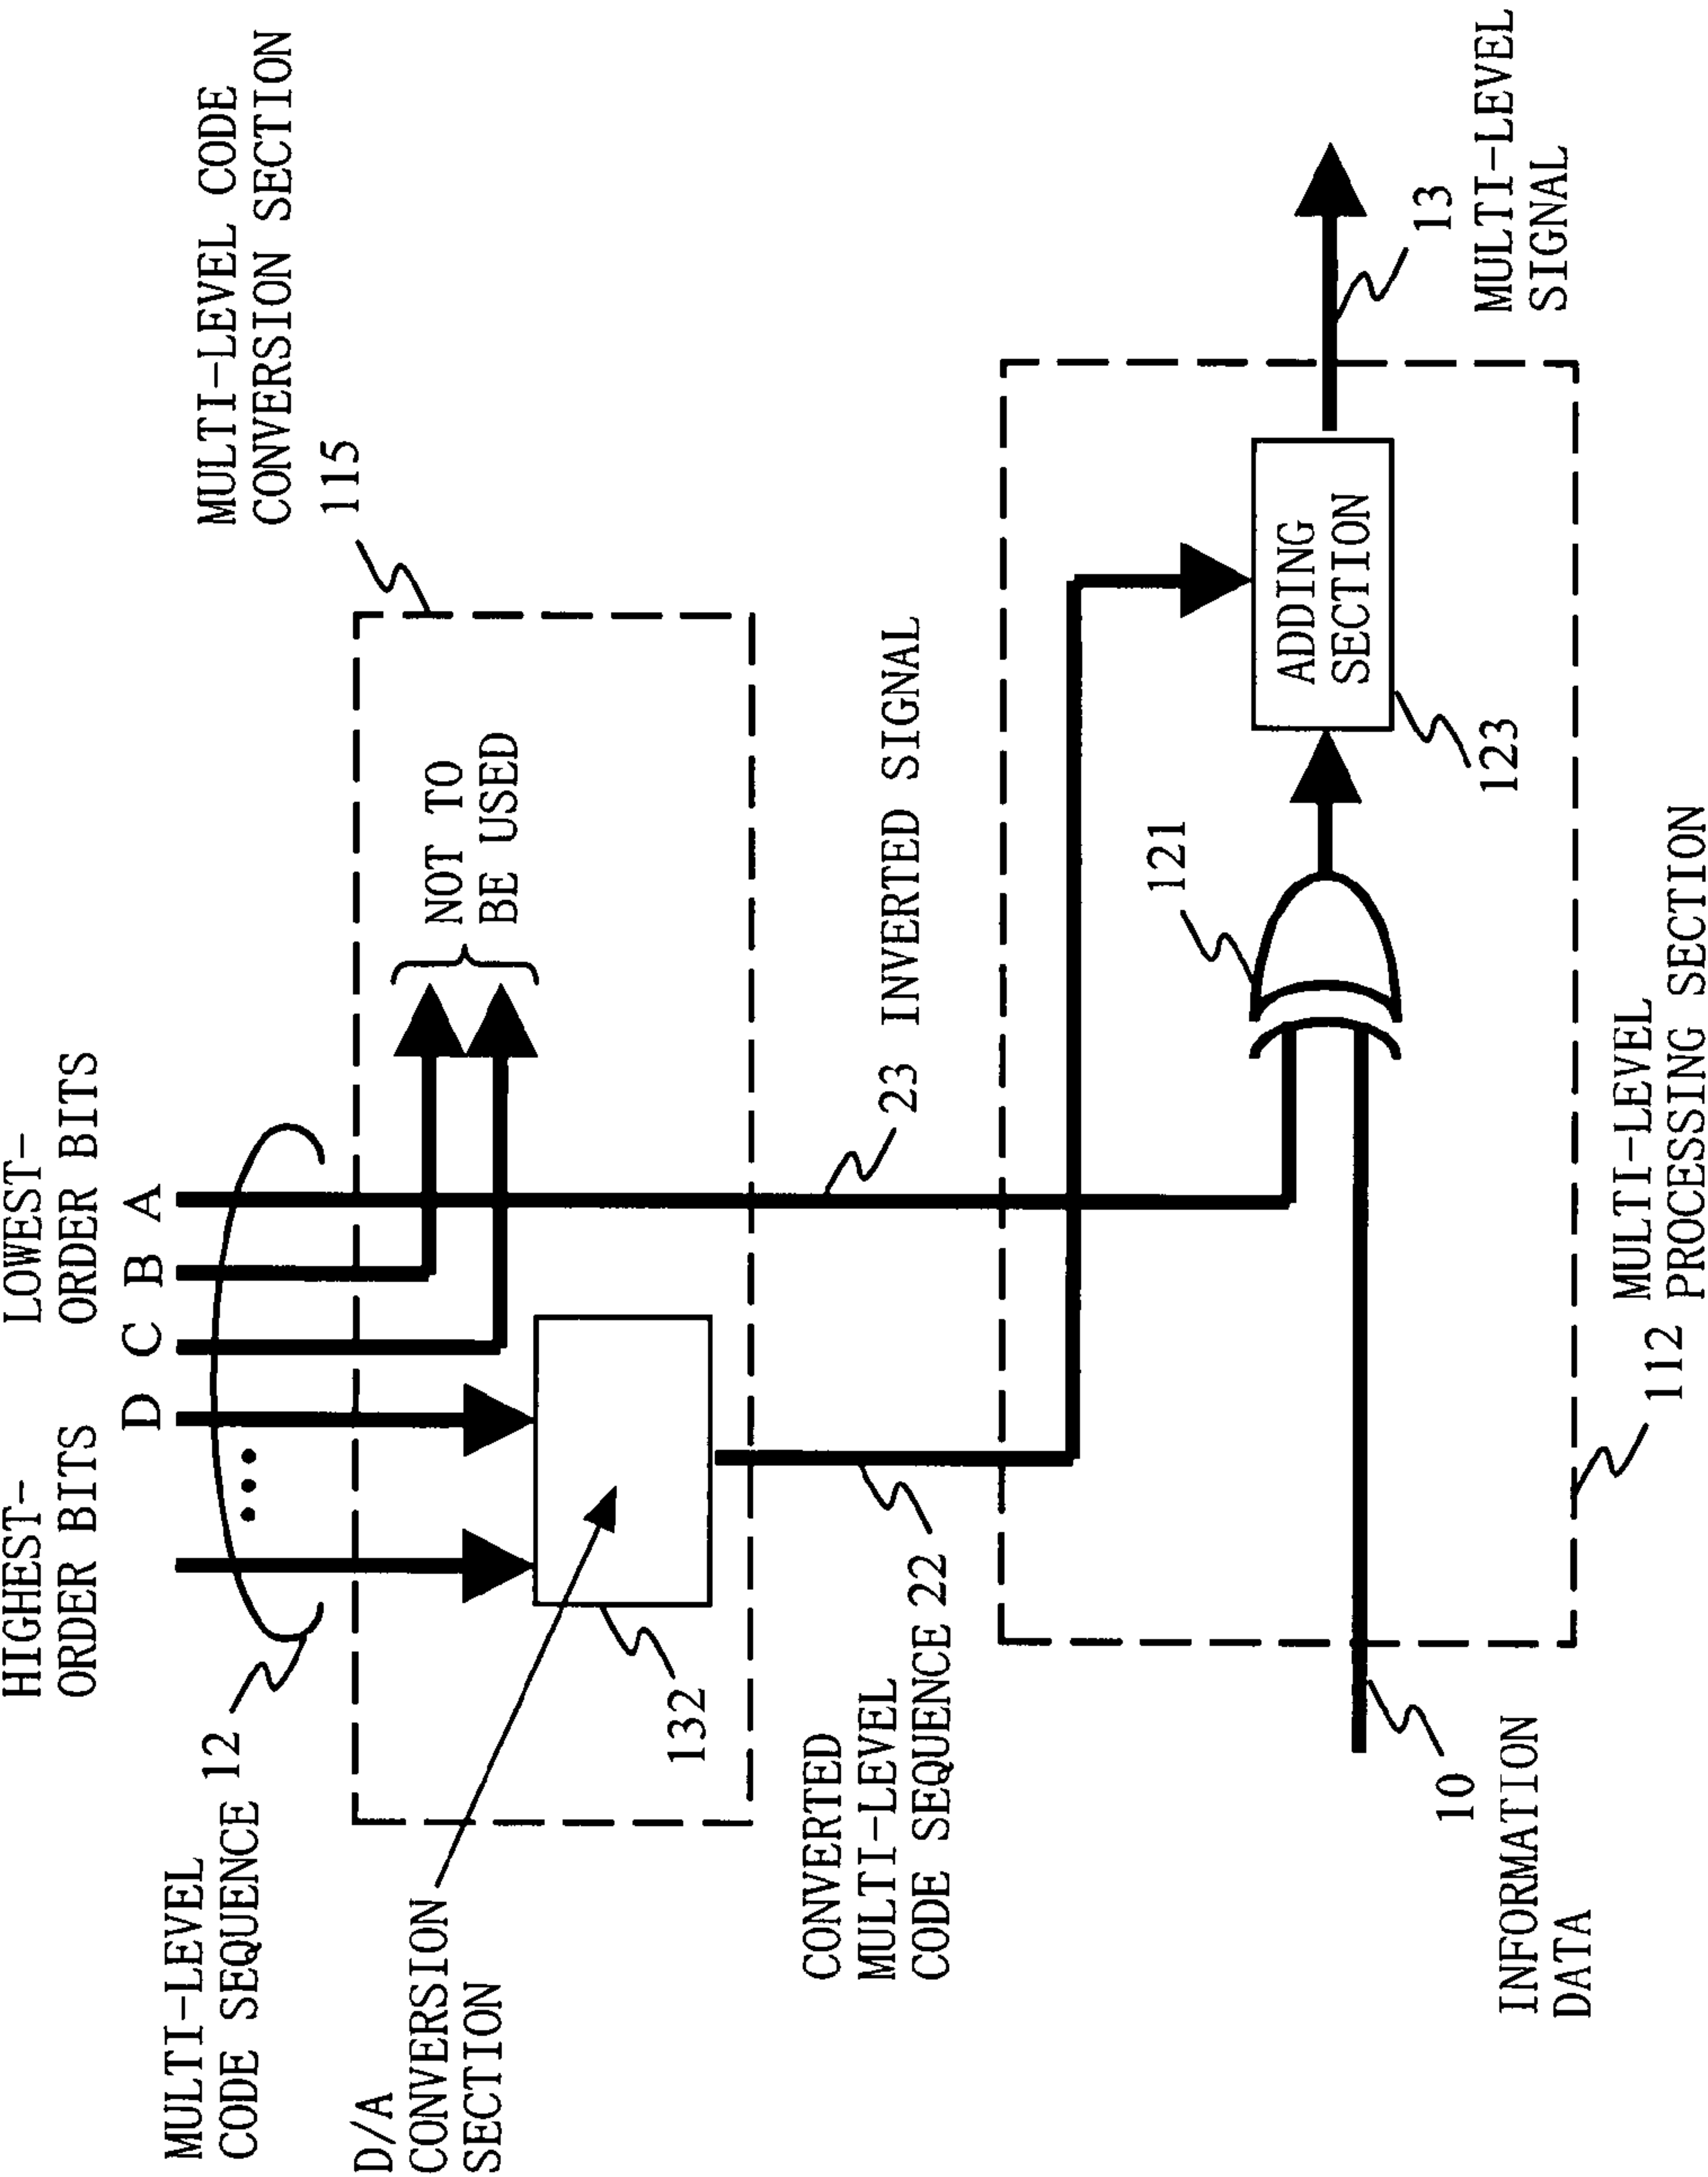 HIGHEST-
ORDER BITS
LOWEST-
ORDER BITS
D C B A
MULTI-LEVEL
CODE SEQUENCE 12
MULTI-LEVEL CODE
CONVERSION SECTION
115
D/A
CONVERSION
SECTION
NOT TO
BE USED
132
CONVERTED
MULTI-LEVEL
CODE SEQUENCE 22
23 INVERTED SIGNAL
121
ADDING
SECTION
123
13
MULTI-LEVEL
SIGNAL
10
INFORMATION
DATA
112 MULTI-LEVEL
PROCESSING SECTION